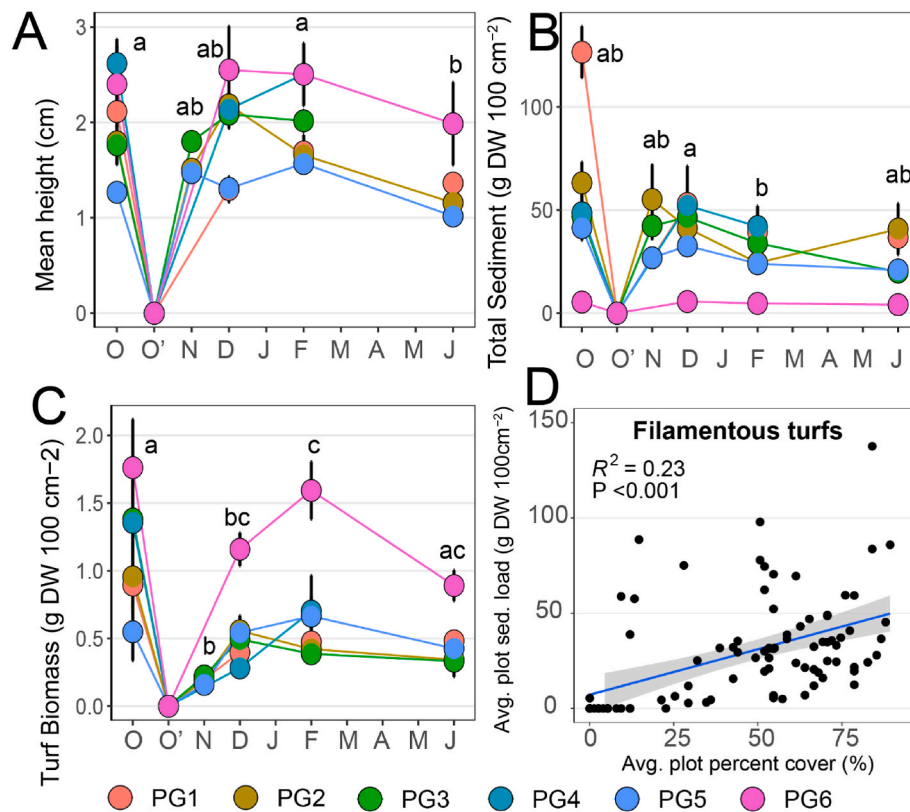 A
Mean height (cm)
3
2
1
0
a
ab
ab
a
b
O O' N D J F M A M J
B
Total Sediment (g DW 100 cm−2)
100
50
0
ab
ab
a
b
ab
O O' N D J F M A M J
C
Turf Biomass (g DW 100 cm−2)
2.0
1.5
1.0
0.5
0.0
a
b
bc
c
ac
O O' N D J F M A M J
D
Avg. plot sed. load (g DW 100cm−2)
150
100
50
0
Filamentous turfs
R2 = 0.23
P <0.001
0 25 50 75
Avg. plot percent cover (%)
PG1 PG2 PG3 PG4 PG5 PG6